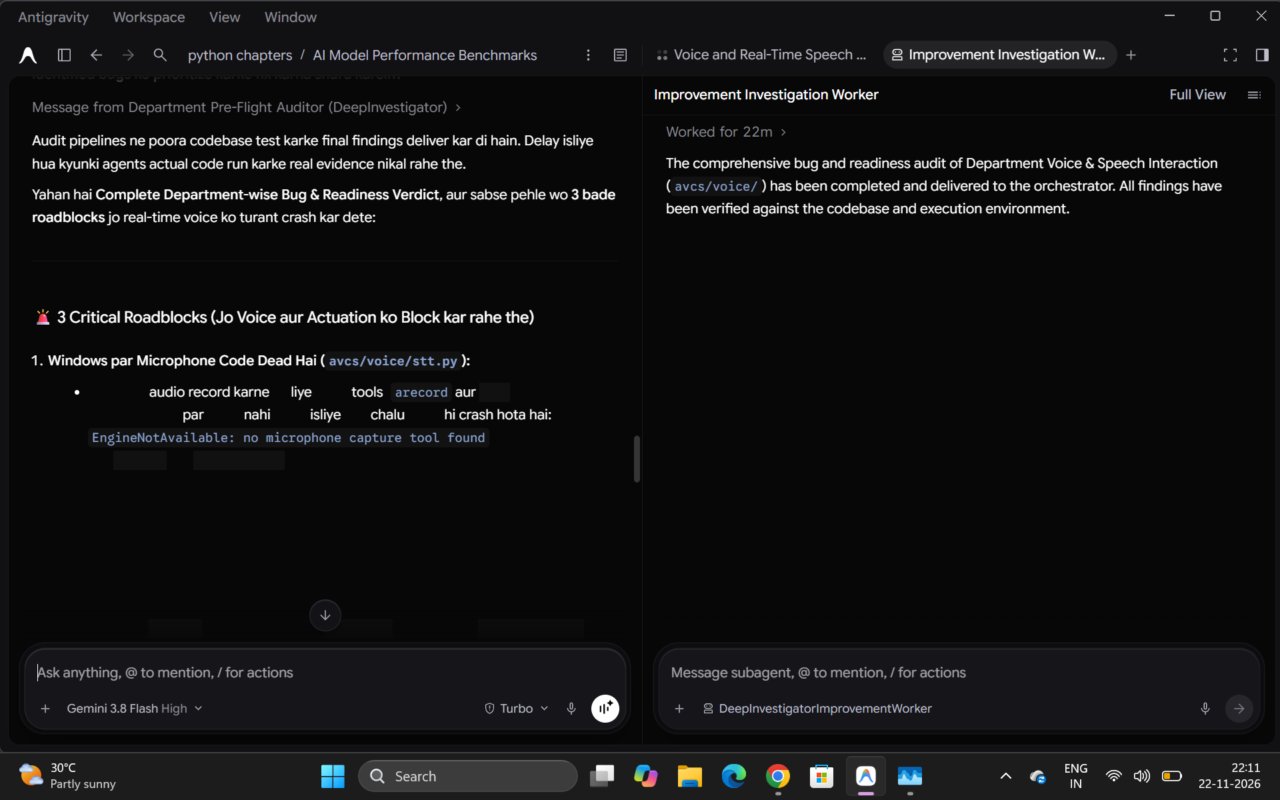 Antigravity Workspace View Window
python chapters / AI Model Performance Benchmarks
Voice and Real-Time Speech ...
Improvement Investigation W...
Message from Department Pre-Flight Auditor (DeepInvestigator) >
Audit pipelines ne poora codebase test karke final findings deliver kar di hain. Delay isliye
hua kyunki agents actual code run karke real evidence nikal rahe the.
Yahan hai Complete Department-wise Bug & Readiness Verdict, aur sabse pehle wo 3 bade
roadblocks jo real-time voice ko turant crash kar dete:
🚨 3 Critical Roadblocks (Jo Voice aur Actuation ko Block kar rahe the)
1. Windows par Microphone Code Dead Hai ( avcs/voice/stt.py ):
• audio record karne liye tools arecord aur
par nahi isliye chalu hi crash hota hai:
EngineNotAvailable: no microphone capture tool found
Ask anything, @ to mention, / for actions
Gemini 3.8 Flash High
Turbo
Improvement Investigation Worker
Full View
Worked for 22m >
The comprehensive bug and readiness audit of Department Voice & Speech Interaction
( avcs/voice/ ) has been completed and delivered to the orchestrator. All findings have
been verified against the codebase and execution environment.
Message subagent, @ to mention, / for actions
DeepInvestigatorImprovementWorker
30°C
Partly sunny
Search
ENG
IN
22:11
22-11-2026